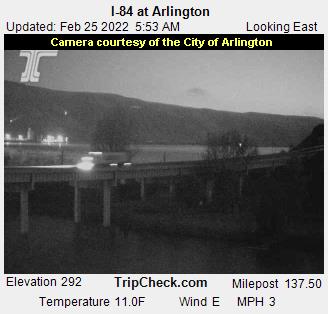 I-84 at Arlington
Updated: Feb 25 2022 5:53 AM Looking East
Camera courtesy of the City of Arlington
Elevation 292 TripCheck.com Milepost 137.50
Temperature 11.0F Wind E MPH 3